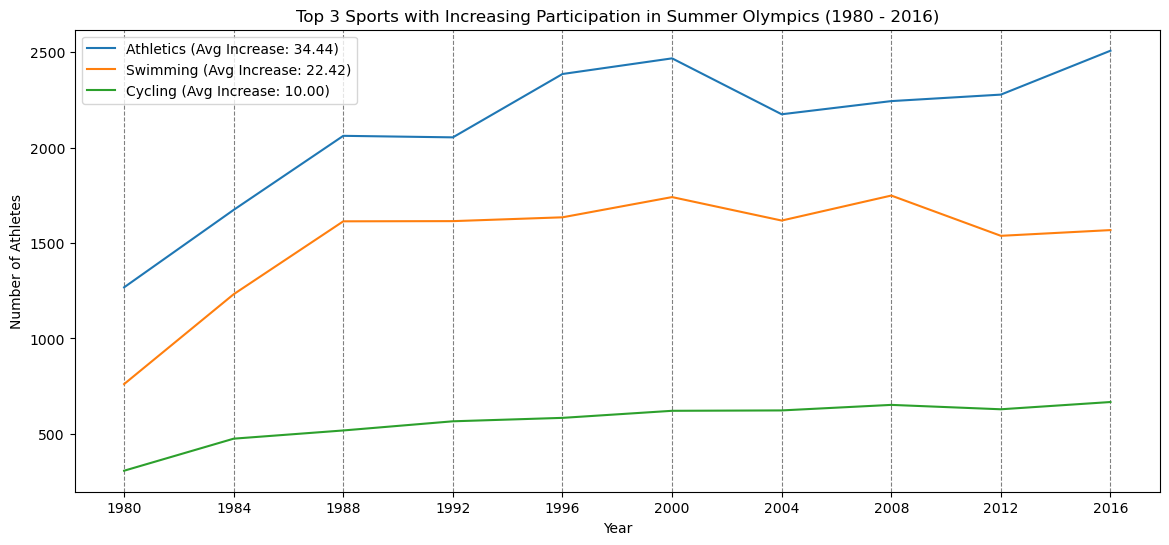 Top 3 Sports with Increasing Participation in Summer Olympics (1980 - 2016)
Athletics (Avg Increase: 34.44)
Swimming (Avg Increase: 22.42)
Cycling (Avg Increase: 10.00)
Number of Athletes
2500
2000
1500
1000
500
1980 1984 1988 1992 1996 2000 2004 2008 2012 2016
Year